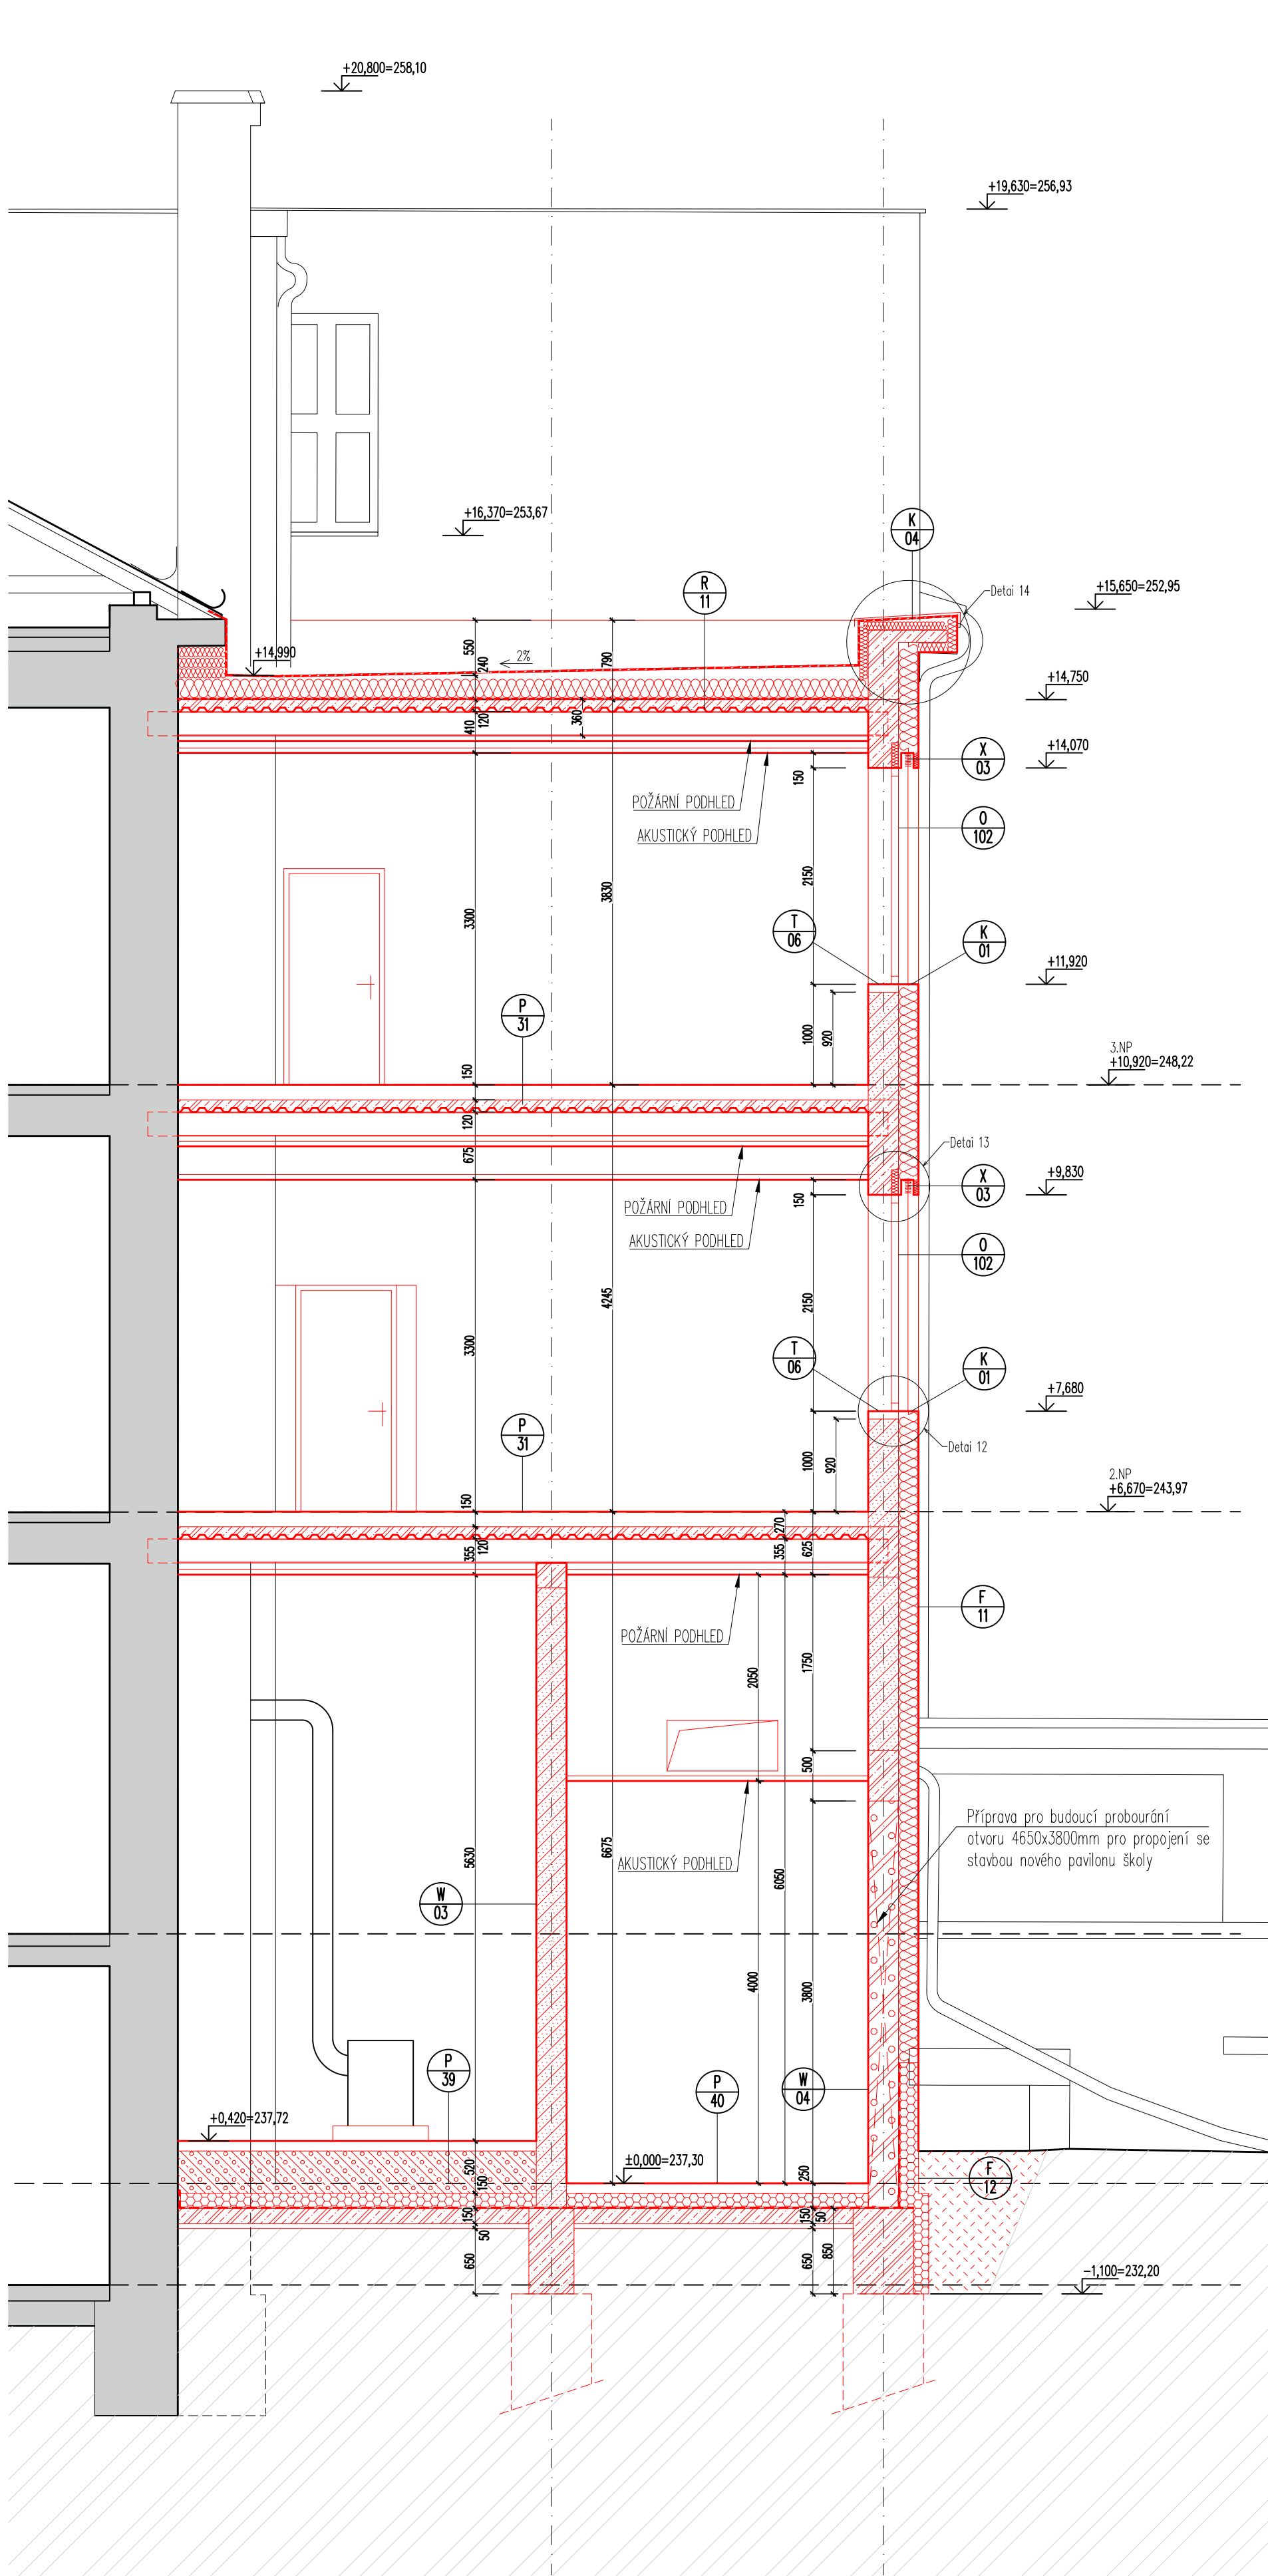 +20,800=258,10
+19,630=256,93
+16,370=253,67
K
04
Detai 14
+15,650=252,95
R
11
+14,990
2%
550
240
790
+14,750
410
120
360
X
03
+14,070
150
POŽÁRNÍ PODHLED
AKUSTICKÝ PODHLED
O
102
2150
3300
3830
T
06
K
01
+11,920
P
31
1000
920
3.NP
+10,920=248,22
150
120
675
Detai 13
X
03
+9,830
150
POŽÁRNÍ PODHLED
AKUSTICKÝ PODHLED
O
102
2150
4245
3300
T
06
K
01
+7,680
Detai 12
P
31
1000
920
2.NP
+6,670=243,97
150
270
355
120
355
625
F
11
POŽÁRNÍ PODHLED
2050
1750
500
Příprava pro budoucí probourání
otvoru 4650x3800mm pro propojení se
stavbou nového pavilonu školy
AKUSTICKÝ PODHLED
5630
6675
6050
W
03
4000
3800
P
39
P
40
W
04
+0,420=237,72
±0,000=237,30
520
150
250
F
12
150
50
650
150
50
650
850
-1,100=232,20